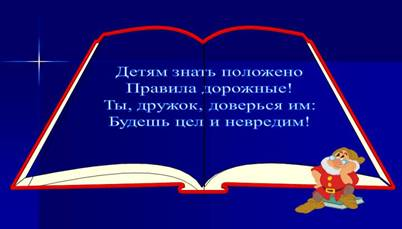 Детям знать положено
Правила дорожные!
Ты, дружок, доверься им:
Будешь цел и невредим!